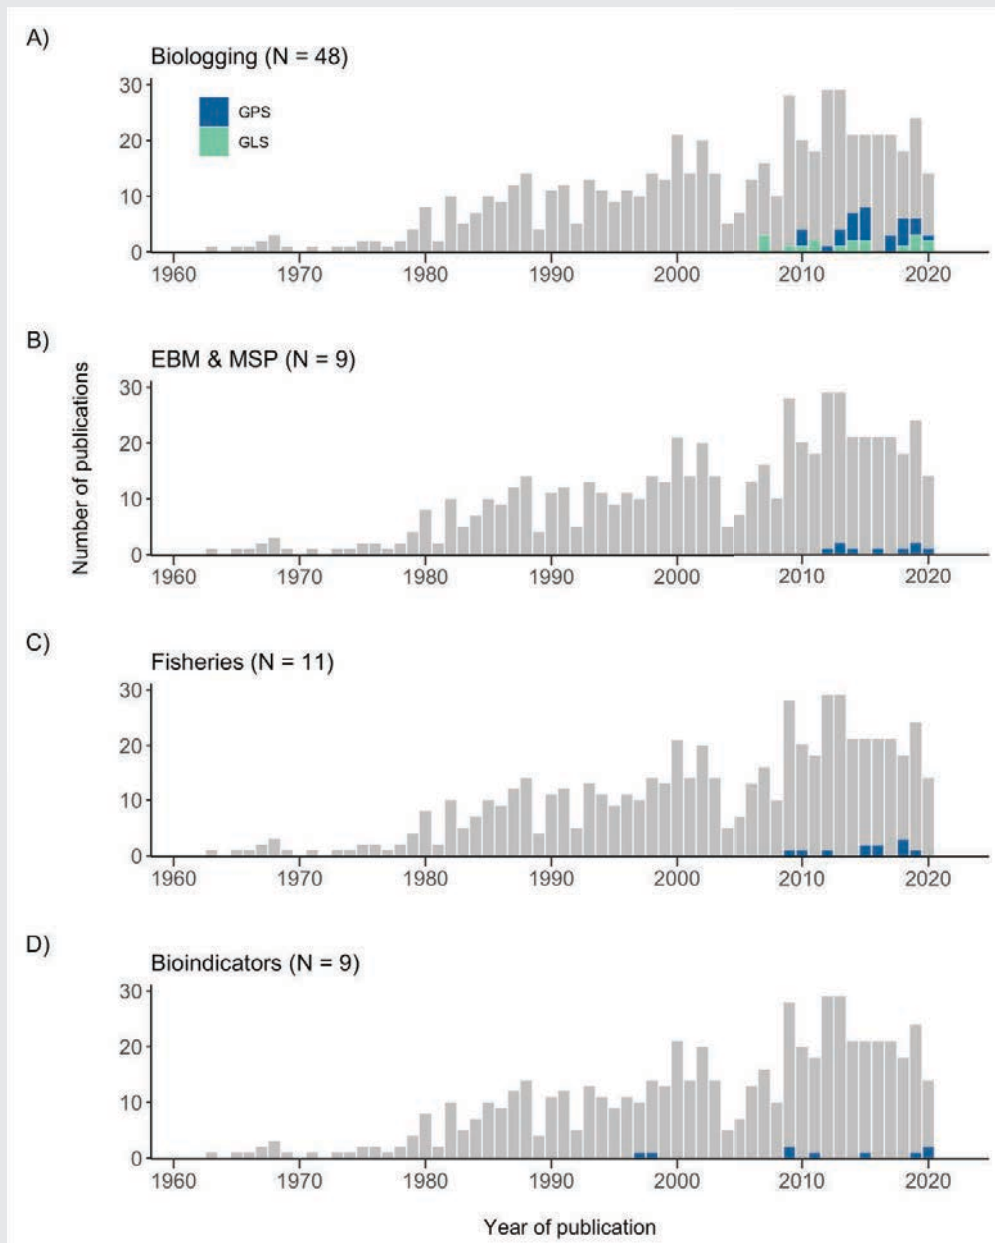 A)
Biologging (N = 48)
30
20
10
0
GPS
GLS
1960 1970 1980 1990 2000 2010 2020
B)
EBM & MSP (N = 9)
30
20
10
0
1960 1970 1980 1990 2000 2010 2020
Number of publications
C)
Fisheries (N = 11)
30
20
10
0
1960 1970 1980 1990 2000 2010 2020
D)
Bioindicators (N = 9)
30
20
10
0
1960 1970 1980 1990 2000 2010 2020
Year of publication